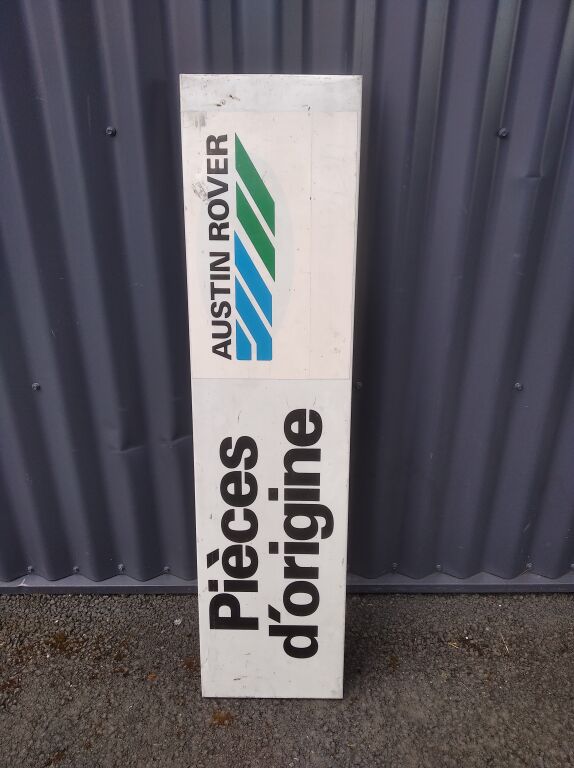 Pièces
d'origine
AUSTIN ROVER